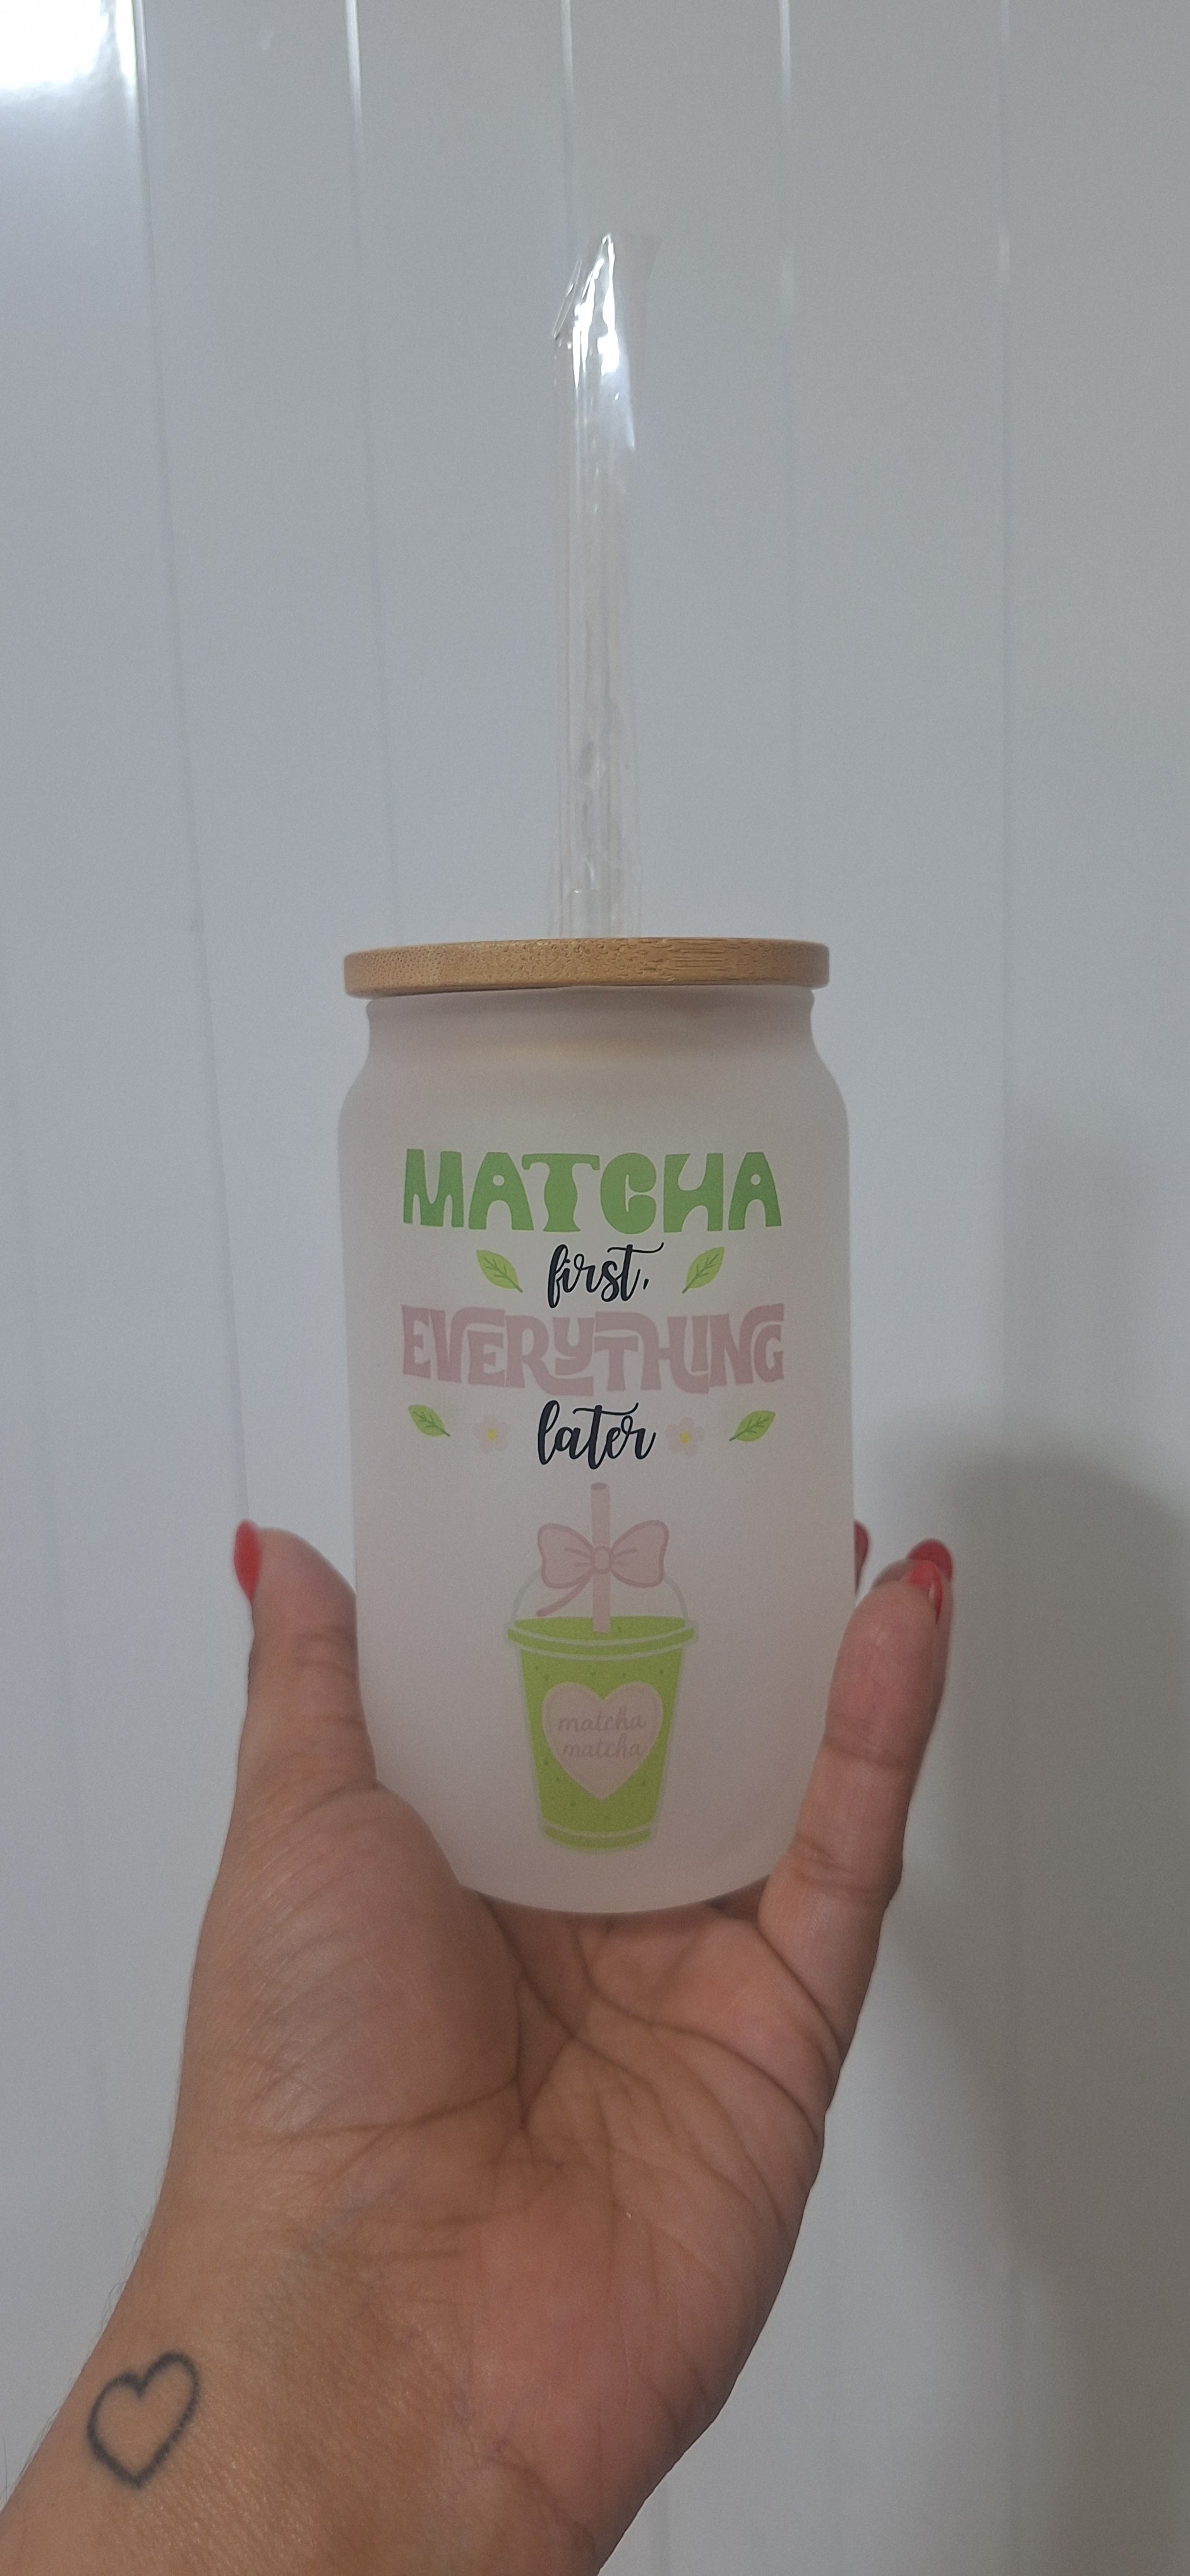 MATCHA
first,
EVERYTHING
later
matcha
matcha